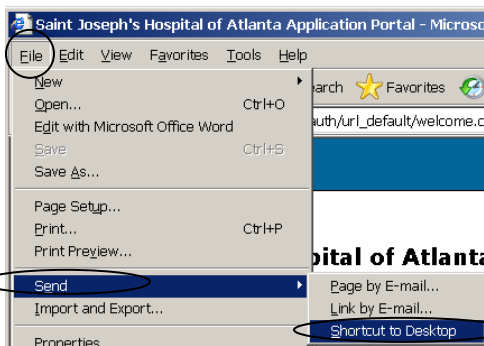 Saint Joseph's Hospital of Atlanta Application Portal - Microso
File Edit View Favorites Tools Help
New
arch Favorites
Open... Ctrl+O
auth/url_default/welcome.c
Edit with Microsoft Office Word
Save Ctrl+S
Save As...
Page Setup...
Print... Ctrl+P
Print Preview...
pital of Atlanta
Send Page by E-mail...
Import and Export... Link by E-mail...
Shortcut to Desktop
Properties